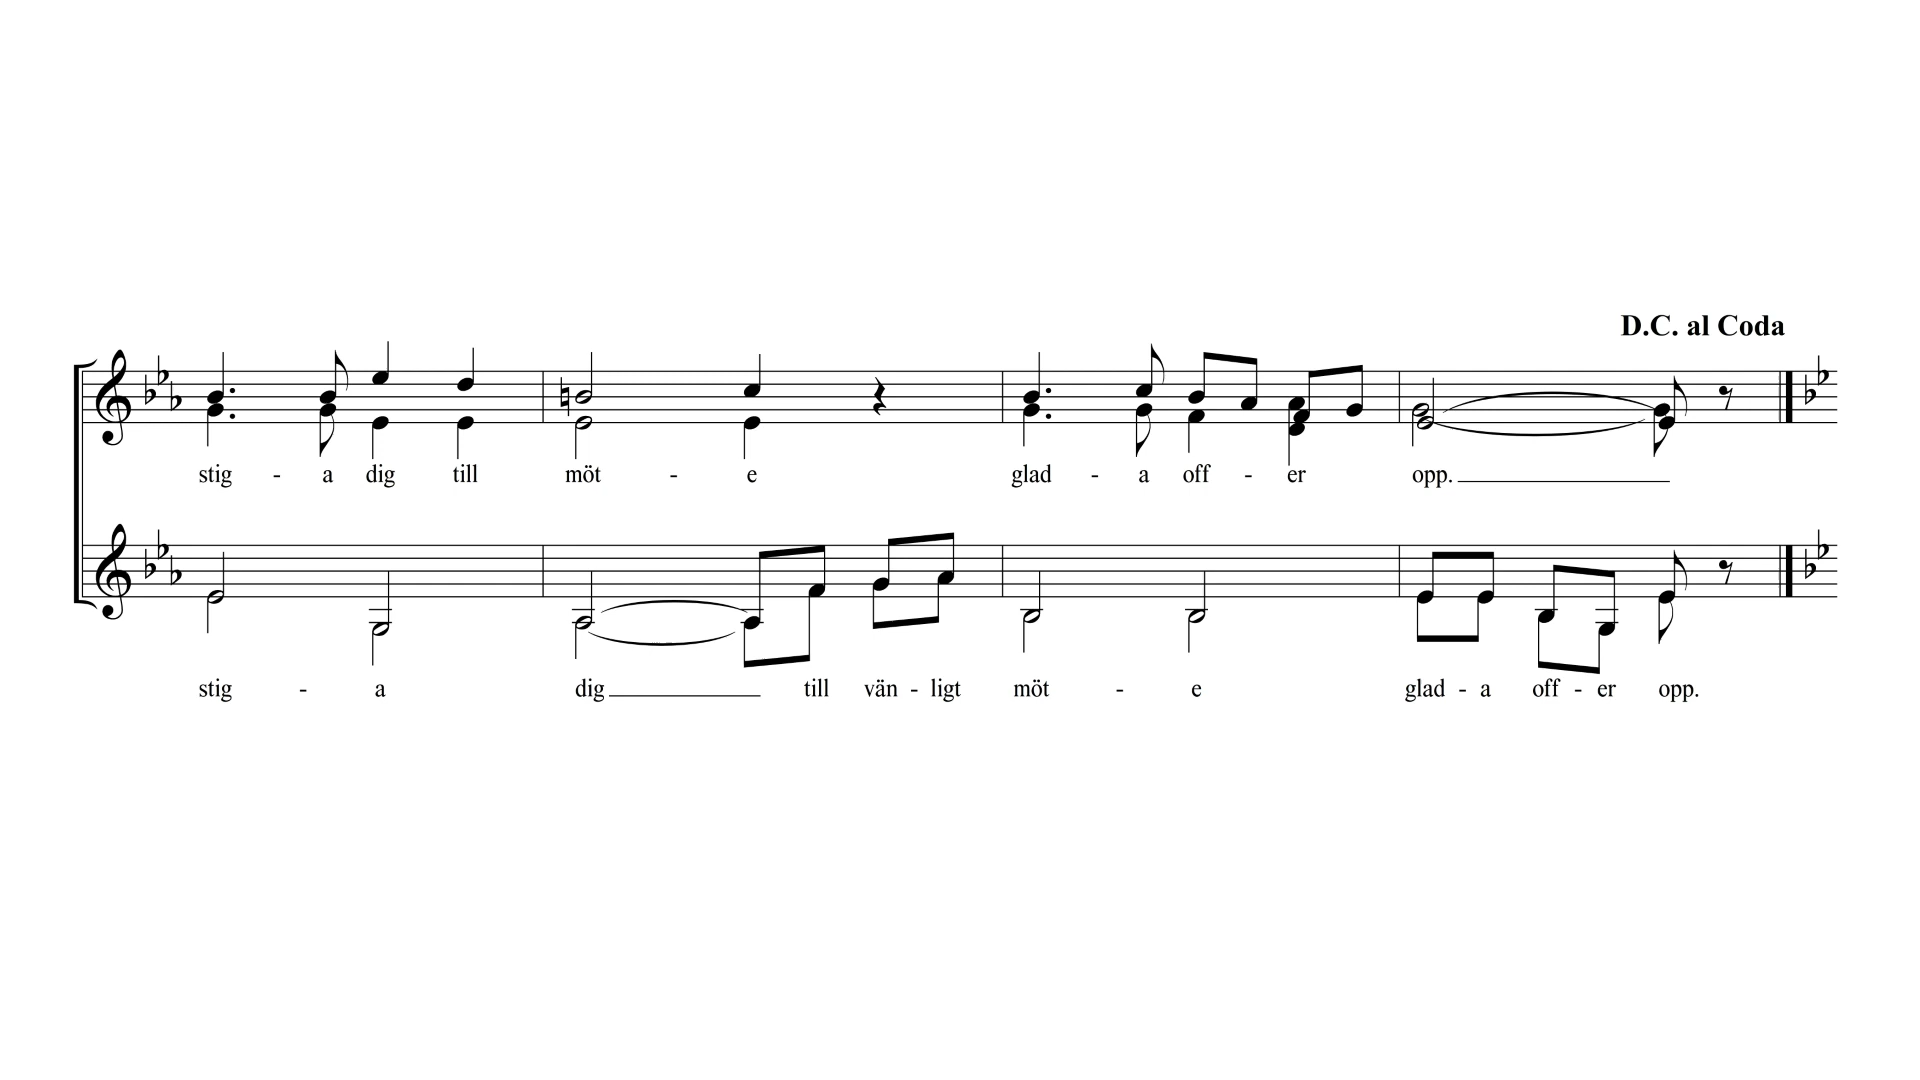 D.C. al Coda
stig - a dig till möt - e glad - a off - er opp.
stig - a dig till vän - ligt möt - e glad - a off - er opp.